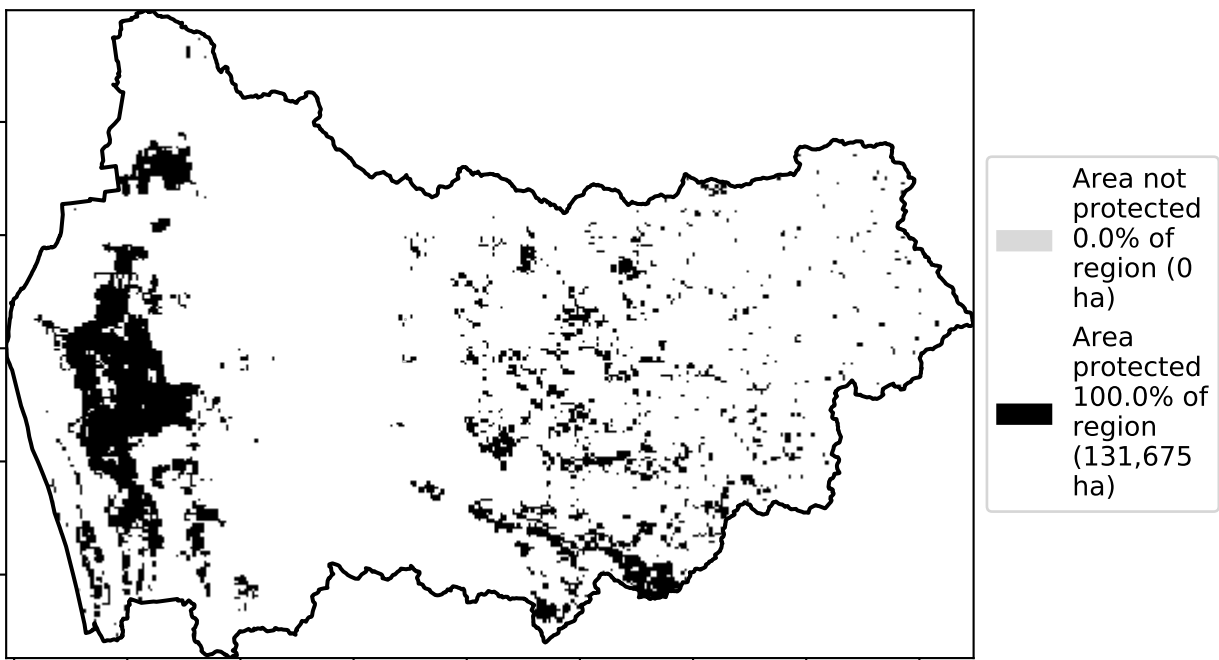 Area not
protected
0.0% of
region (0
ha)
Area
protected
100.0% of
region
(131,675
ha)